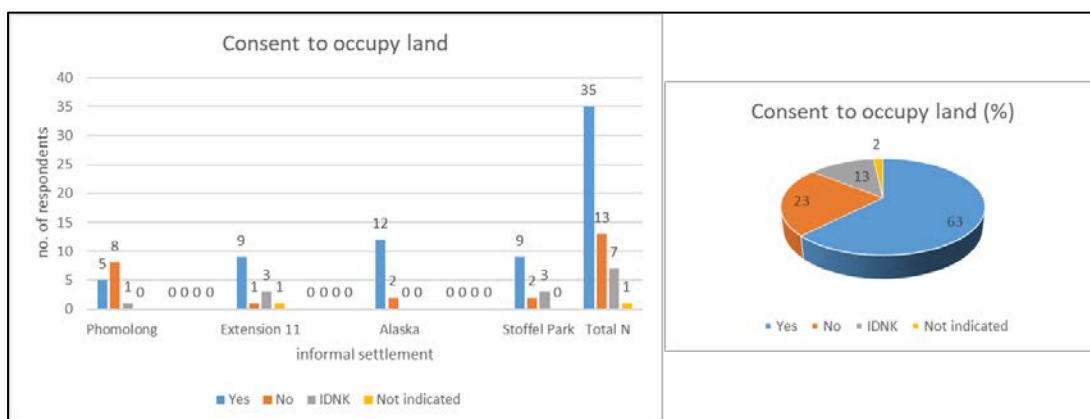 Consent to occupy land
no. of respondents
40
35
30
25
20
15
10
5
0
5 8 1 0
0 0 0 0
9 1 3 1
0 0 0 0
12 2 0 0
0 0 0 0
9 2 3 0
35 13 7 1
Phomolong Extension 11 Alaska Stoffel Park Total N
informal settlement
Yes No IDNK Not indicated
Consent to occupy land (%)
2
13
23
63
Yes No IDNK Not indicated